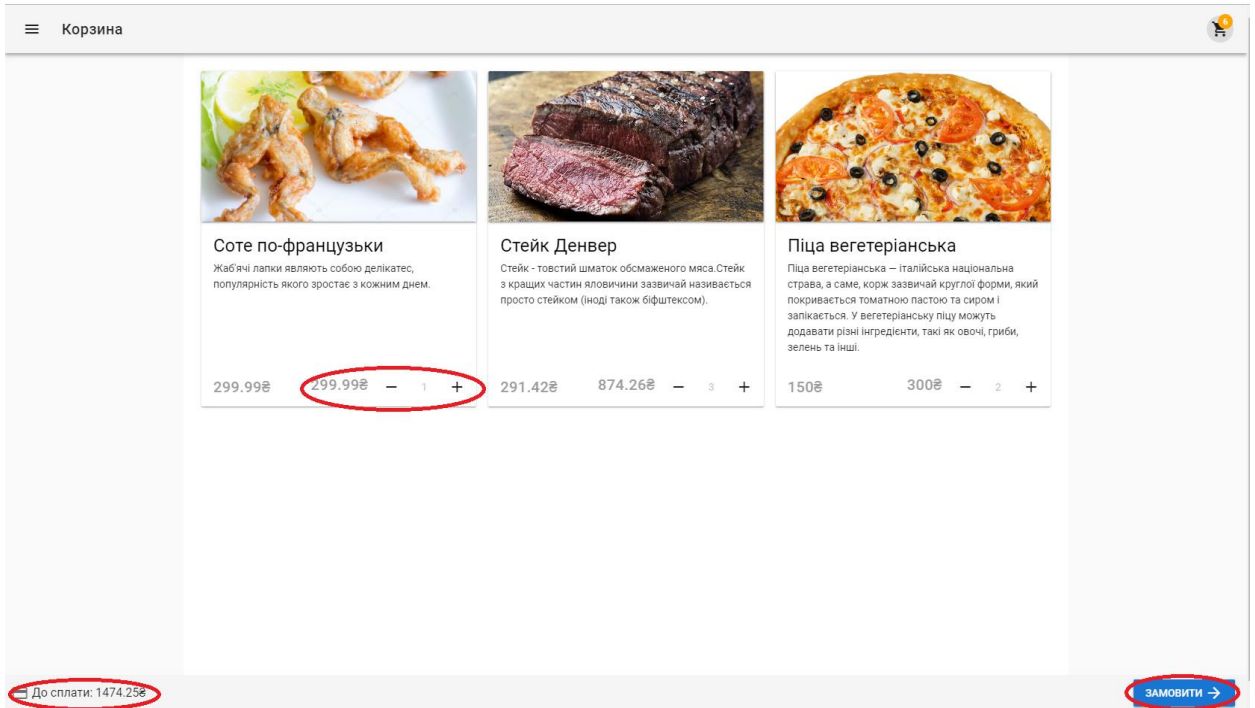 Корзина
6
Соте по-французьки
Жаб'ячі лапки являють собою делікатес,
популярність якого зростає з кожним днем.
299.99₴ 299.99₴ − 1 +
Стейк Денвер
Стейк - товстий шматок обсмаженого мяса.Стейк
з кращих частин яловичини зазвичай називається
просто стейком (іноді також біфштексом).
291.42₴ 874.26₴ − 3 +
Піца вегетеріанська
Піца вегетеріанська — італійська національна
страва, а саме, корж зазвичай круглої форми, який
покривається томатною пастою та сиром і
запікається. У вегетеріанську піцу можуть
додавати різні інгредієнти, такі як овочі, гриби,
зелень та інші.
150₴ 300₴ − 2 +
До сплати: 1474.25₴
ЗАМОВИТИ →